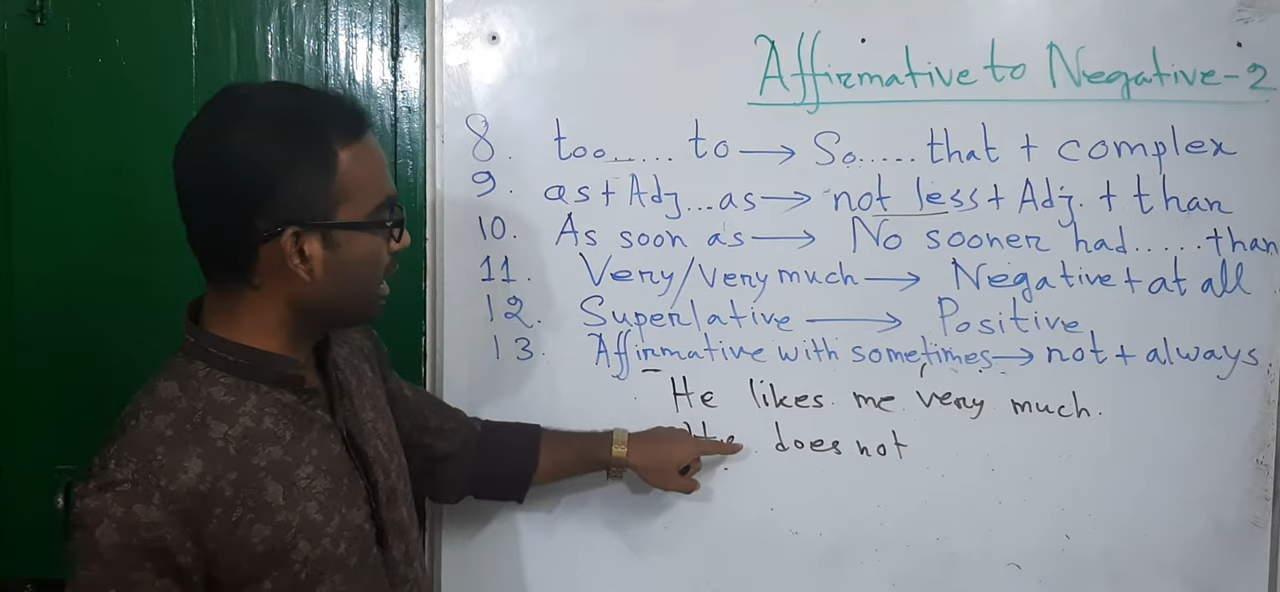 Affirmative to Negative-2
8. too...... to → So..... that + complex
9. as + Adj...as → not less + Adj. + than
10. As soon as → No sooner had.....than
11. Very/Very much → Negative + at all
12. Superlative → Positive
13. Affirmative with sometimes → not + always
He likes me very much.
He does not